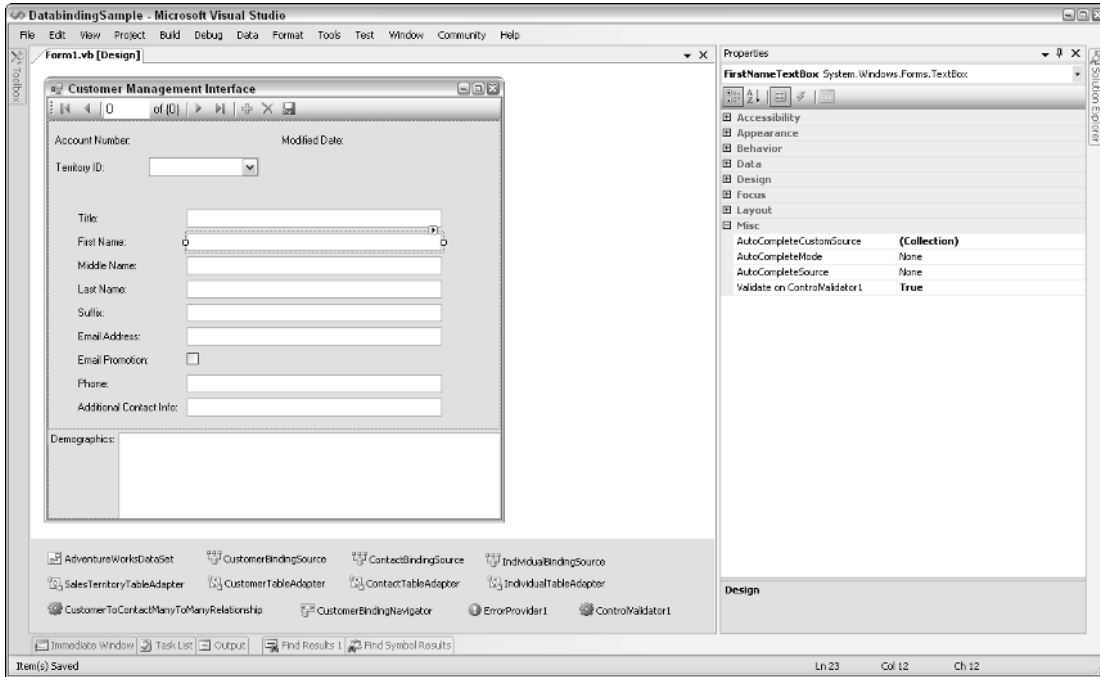 DatabindingSample - Microsoft Visual Studio
File Edit View Project Build Debug Data Format Tools Test Window Community Help
Toolbox
Form1.vb [Design]
Customer Management Interface
0 of {0}
Account Number: Modified Date:
Territory ID:
Title:
First Name:
Middle Name:
Last Name:
Suffix:
Email Address:
Email Promotion:
Phone:
Additional Contact Info:
Demographics:
AdventureWorksDataSet CustomerBindingSource ContactBindingSource IndividualBindingSource
SalesTerritoryTableAdapter CustomerTableAdapter ContactTableAdapter IndividualTableAdapter
CustomerToContactManyToManyRelationship CustomerBindingNavigator ErrorProvider1 ControlValidator1
Properties
FirstNameTextBox System.Windows.Forms.TextBox
Accessibility
Appearance
Behavior
Data
Design
Focus
Layout
Misc
AutoCompleteCustomSource (Collection)
AutoCompleteMode None
AutoCompleteSource None
Validate on ControlValidator1 True
Design
Solution Explorer
Immediate Window Task List Output Find Results 1 Find Symbol Results
Item(s) Saved Ln 23 Col 12 Ch 12